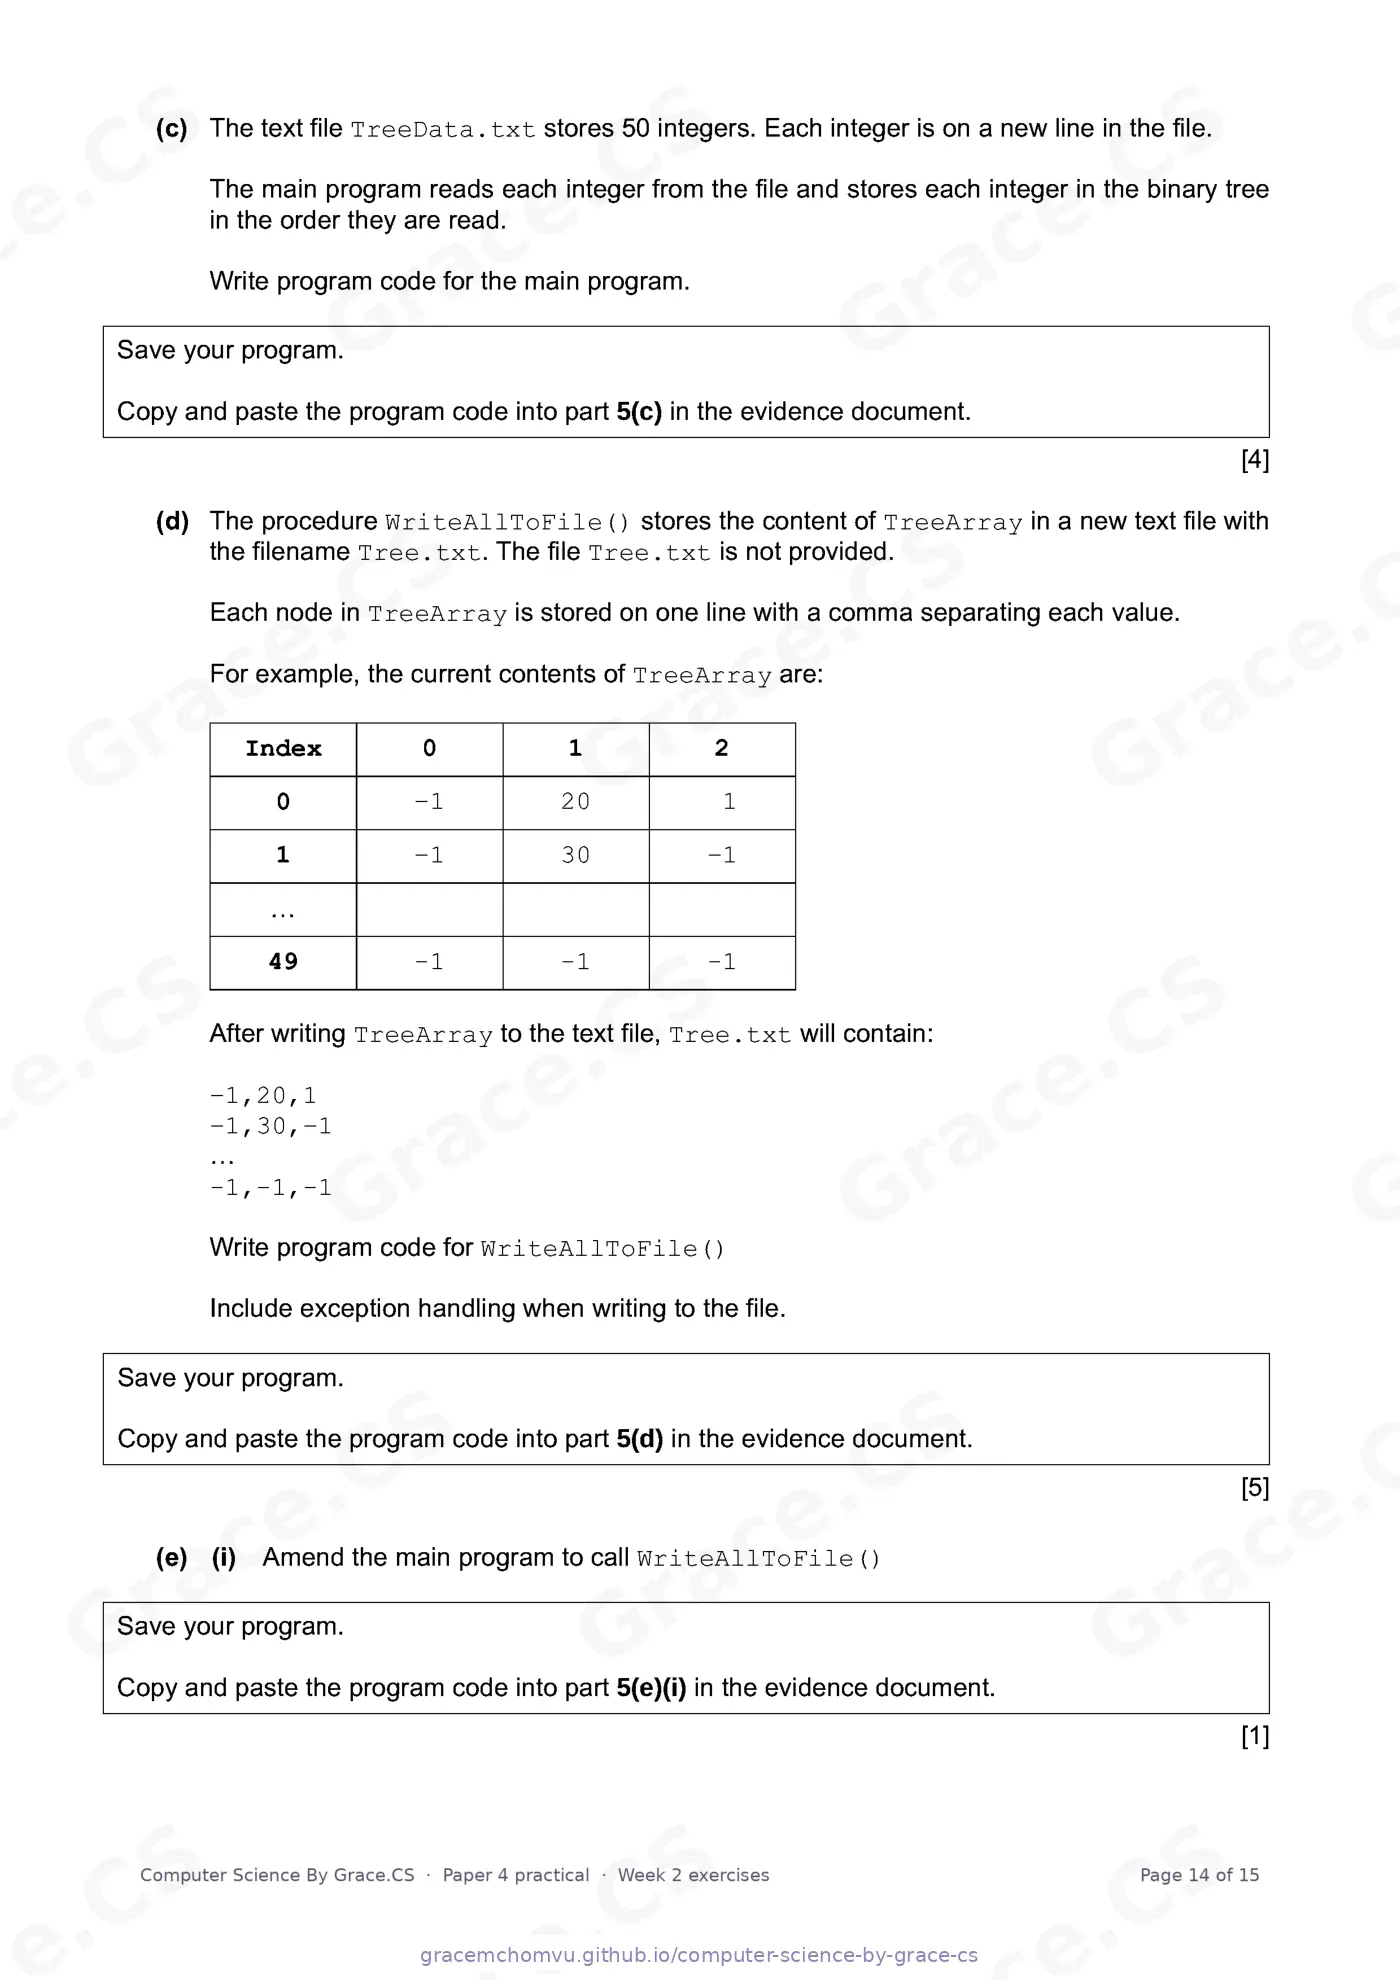 (c) The text file TreeData.txt stores 50 integers. Each integer is on a new line in the file.
The main program reads each integer from the file and stores each integer in the binary tree
in the order they are read.
Write program code for the main program.
Save your program.
Copy and paste the program code into part 5(c) in the evidence document.
[4]
(d) The procedure WriteAllToFile() stores the content of TreeArray in a new text file with
the filename Tree.txt. The file Tree.txt is not provided.
Each node in TreeArray is stored on one line with a comma separating each value.
For example, the current contents of TreeArray are:
Index 0 1 2
0 -1 20 1
1 -1 30 -1
...
49 -1 -1 -1
After writing TreeArray to the text file, Tree.txt will contain:
-1,20,1
-1,30,-1
...
-1,-1,-1
Write program code for WriteAllToFile()
Include exception handling when writing to the file.
Save your program.
Copy and paste the program code into part 5(d) in the evidence document.
[5]
(e) (i) Amend the main program to call WriteAllToFile()
Save your program.
Copy and paste the program code into part 5(e)(i) in the evidence document.
[1]
Computer Science By Grace.CS · Paper 4 practical · Week 2 exercises Page 14 of 15
gracemchomvu.github.io/computer-science-by-grace-cs